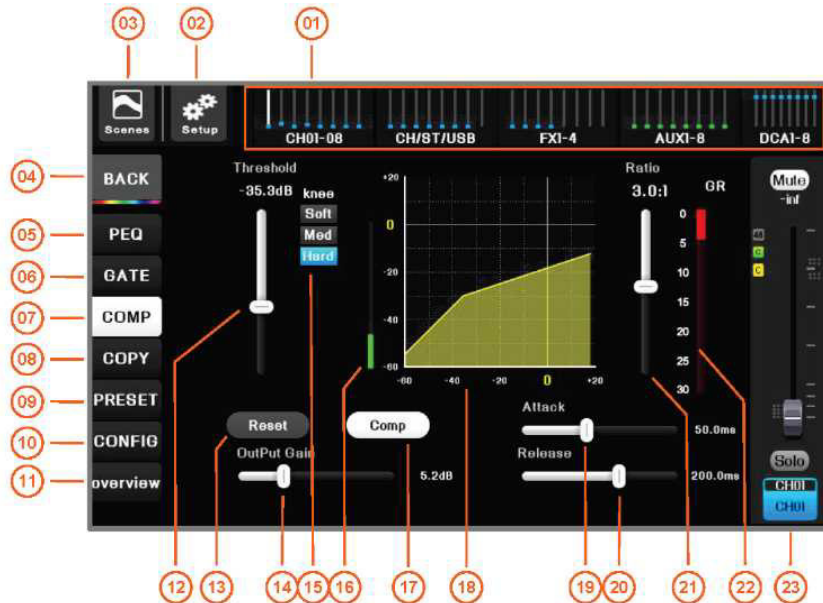 03
02
01
Scenes
Setup
CH01-08
CH/ST/USB
FX1-4
AUX1-8
DCA1-8
04
BACK
Threshold
-35.3dB
knee
Soft
Med
Hard
+20
0
-20
-40
-60
-60 -40 -20 0 +20
Ratio
3.0:1
GR
0
5
10
15
20
25
30
Mute
-inf
48
G
C
05
PEQ
06
GATE
07
COMP
08
COPY
09
PRESET
10
CONFIG
11
overview
Reset
Comp
OutPut Gain
5.2dB
Attack
50.0ms
Release
200.0ms
Solo
CH01
CH01
12 13 14 15 16 17 18 19 20 21 22 23